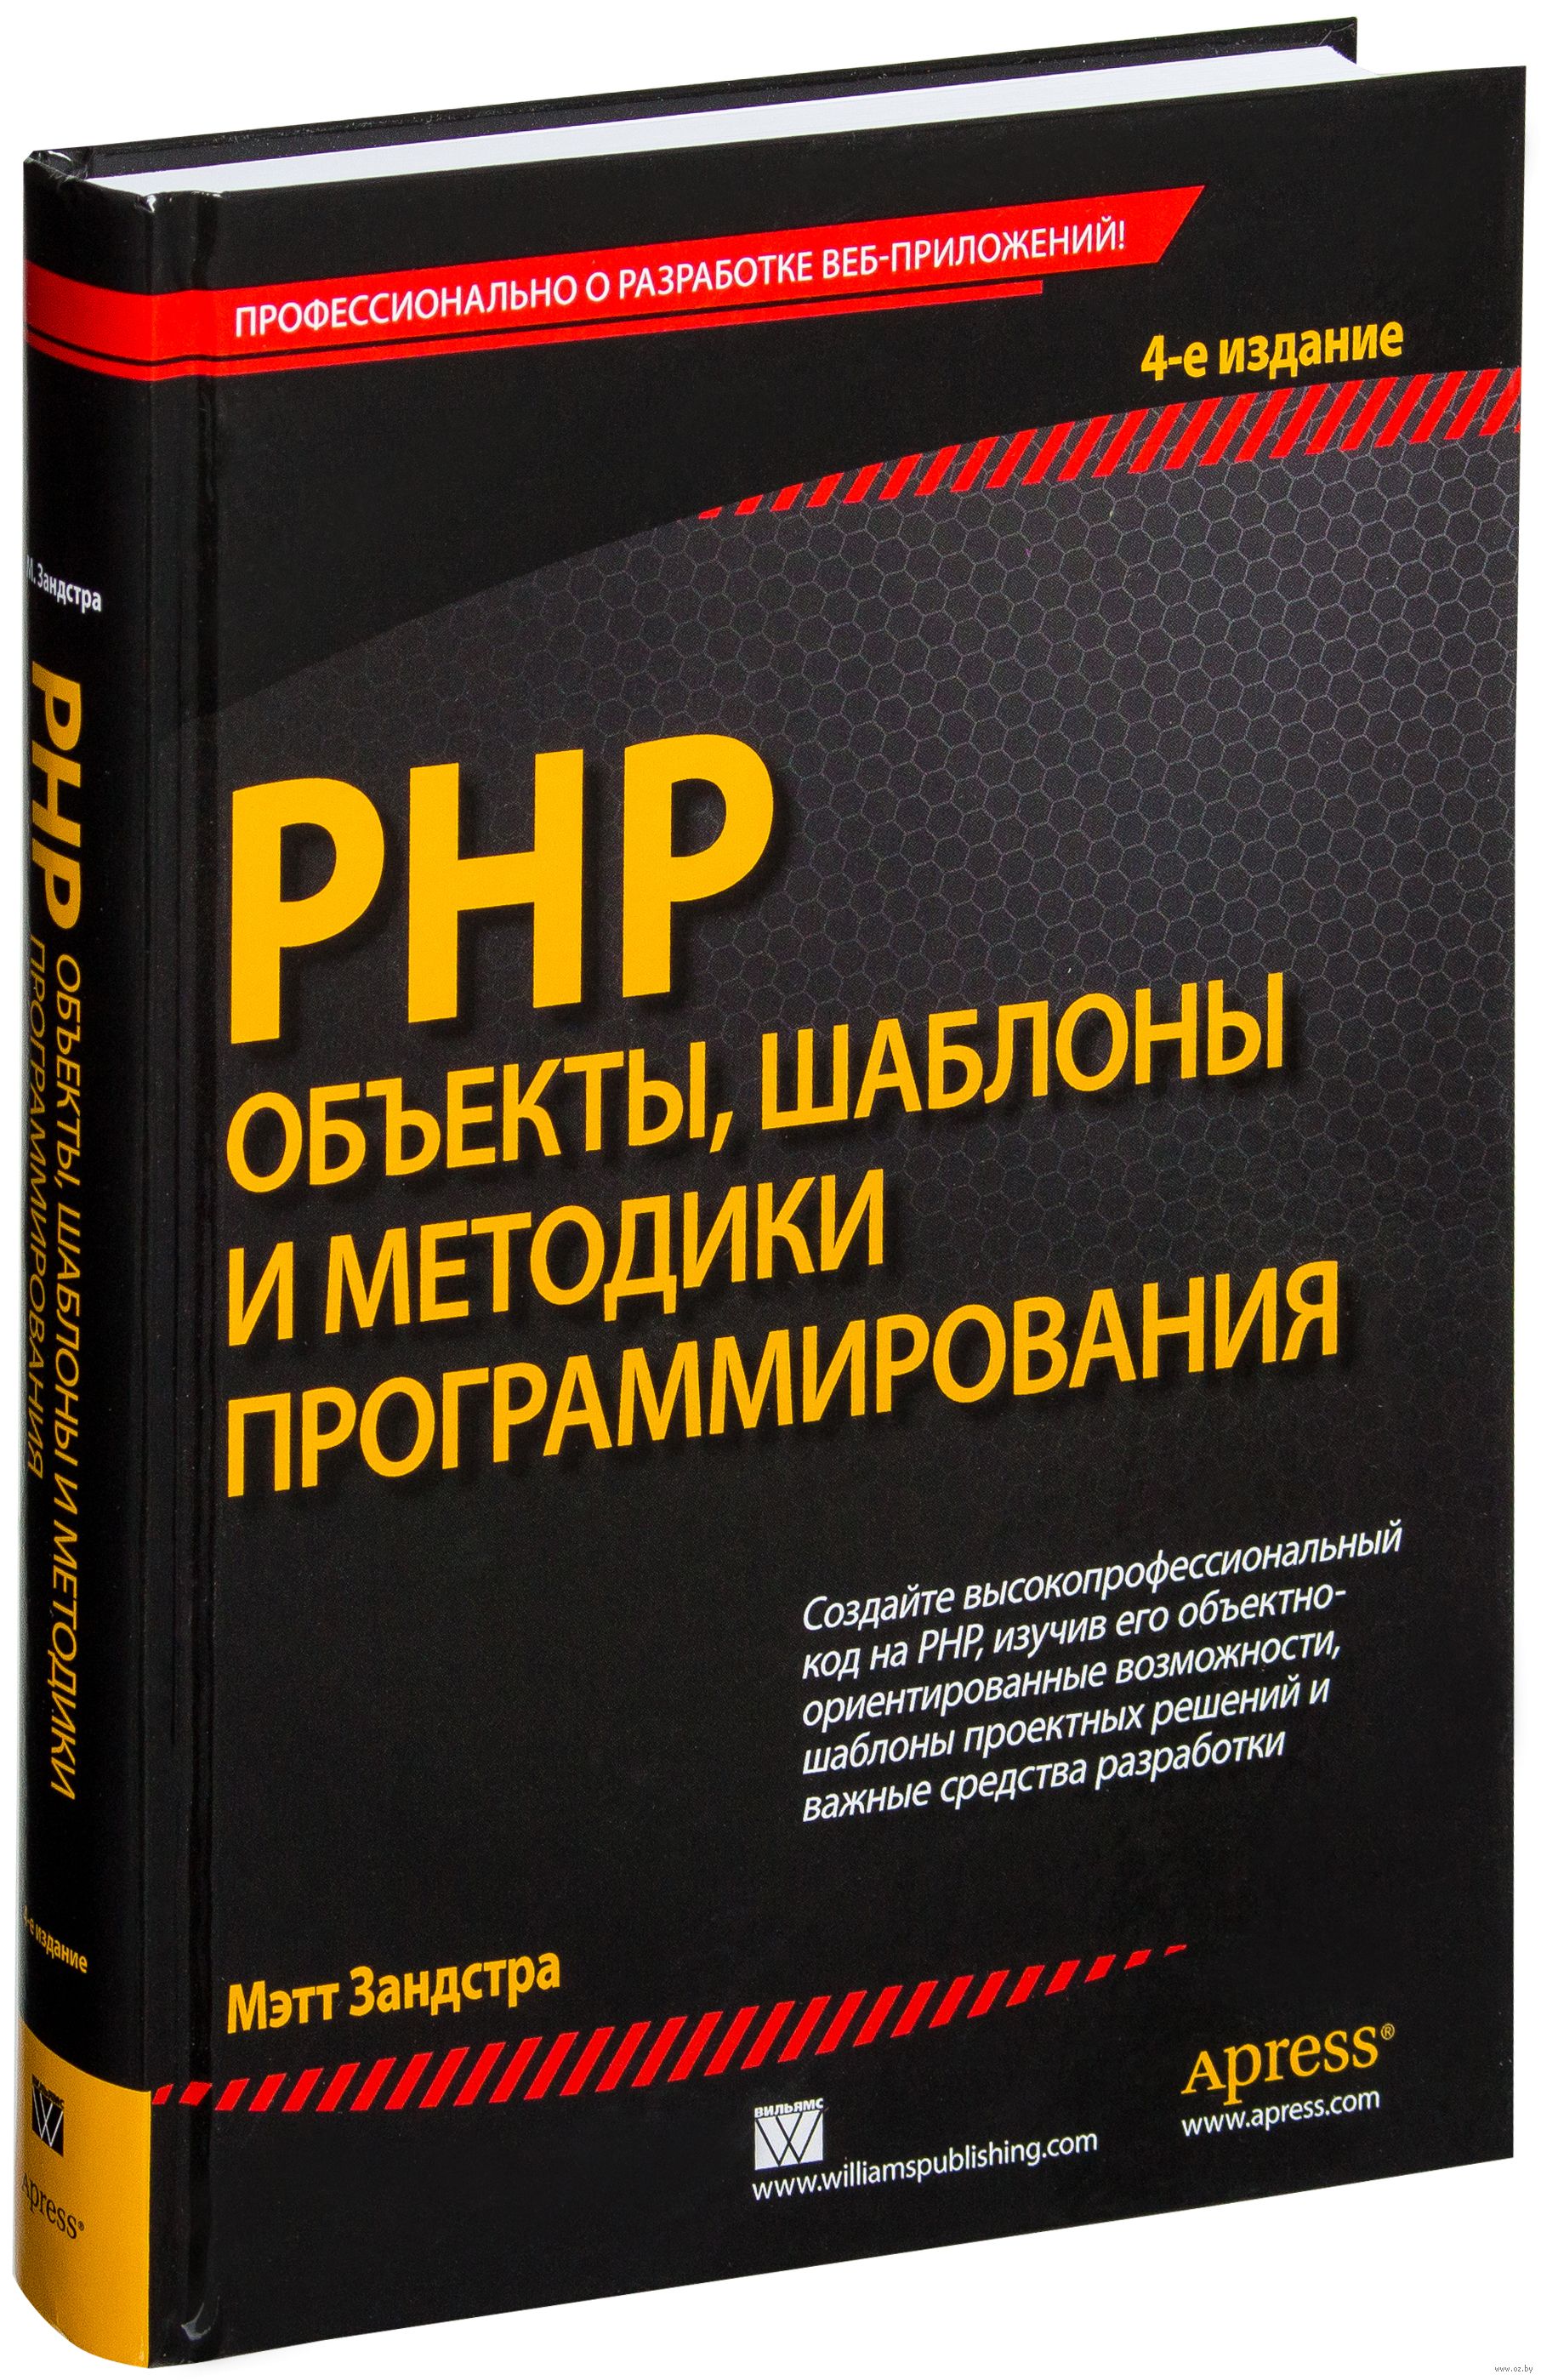 ПРОФЕССИОНАЛЬНО О РАЗРАБОТКЕ ВЕБ-ПРИЛОЖЕНИЙ!
4-е издание
PHP
ОБЪЕКТЫ, ШАБЛОНЫ
И МЕТОДИКИ
ПРОГРАММИРОВАНИЯ
Создайте высокопрофессиональный
код на PHP, изучив его объектно-
ориентированные возможности,
шаблоны проектных решений и
важные средства разработки
Мэтт Зандстра
ВИЛЬЯМС
www.williamspublishing.com
Apress®
www.apress.com
М. Зандстра
PHP ОБЪЕКТЫ, ШАБЛОНЫ И МЕТОДИКИ
ПРОГРАММИРОВАНИЯ
4-е издание
ВИЛЬЯМС
Apress®
www.oz.by